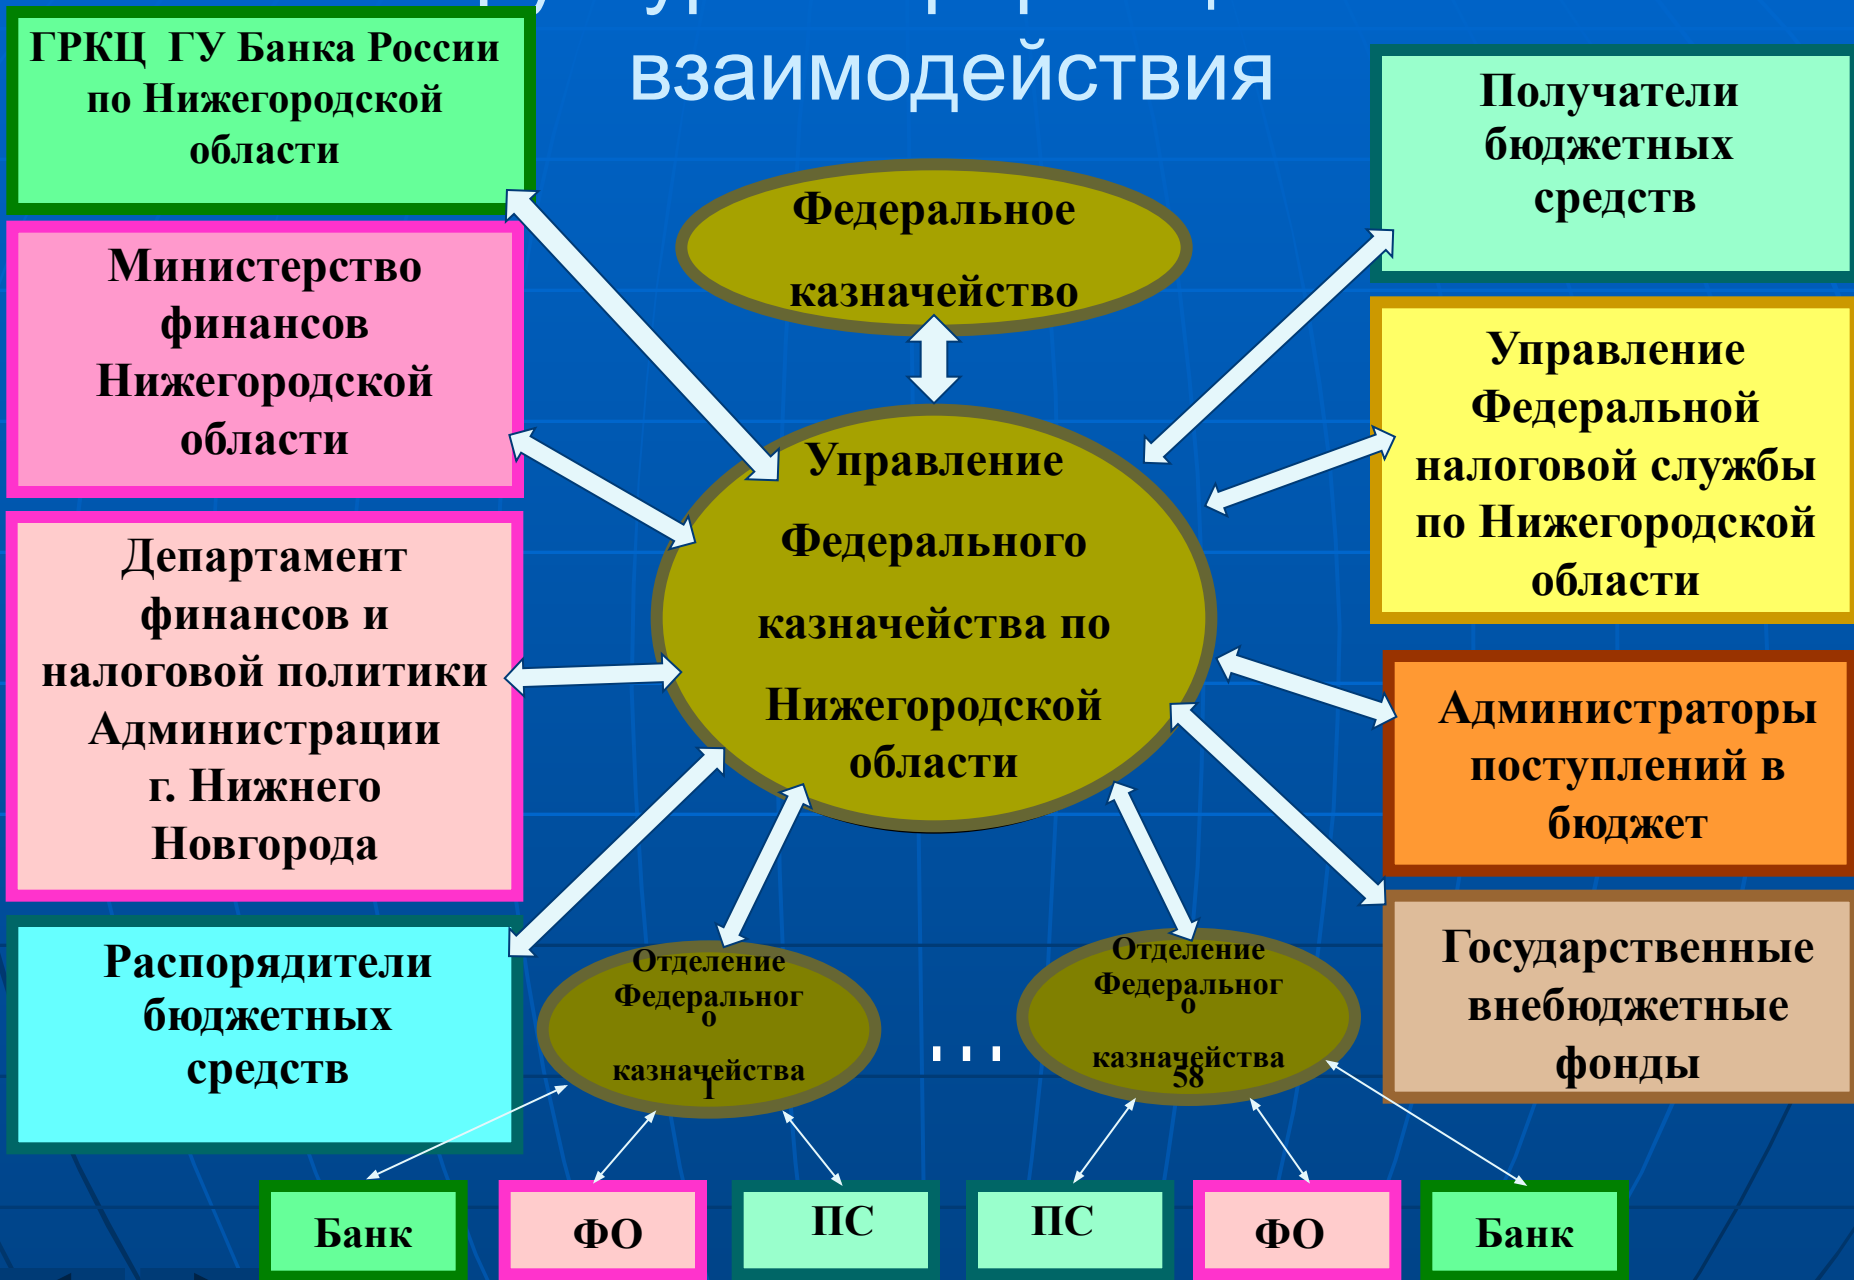 взаимодействия
ГРКЦ ГУ Банка России
по Нижегородской
области
Министерство
финансов
Нижегородской
области
Департамент
финансов и
налоговой политики
Администрации
г. Нижнего
Новгорода
Распорядители
бюджетных
средств
Федеральное
казначейство
Управление
Федерального
казначейства по
Нижегородской
области
Получатели
бюджетных
средств
Управление
Федеральной
налоговой службы
по Нижегородской
области
Администраторы
поступлений в
бюджет
Государственные
внебюджетные
фонды
Отделение
Федеральног
о
казначейства
1
...
Отделение
Федеральног
о
казначейства
58
Банк
ФО
ПС
ПС
ФО
Банк